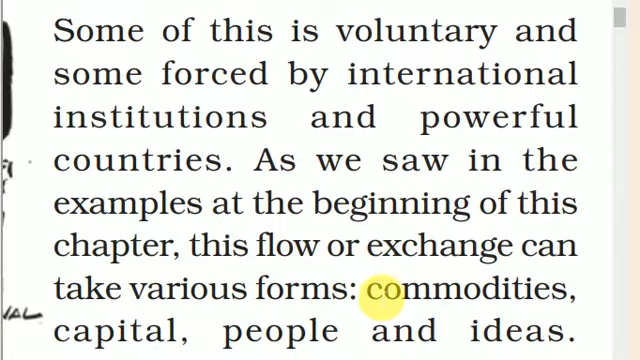 Some of this is voluntary and
some forced by international
institutions and powerful
countries. As we saw in the
examples at the beginning of this
chapter, this flow or exchange can
take various forms: commodities,
capital, people and ideas.